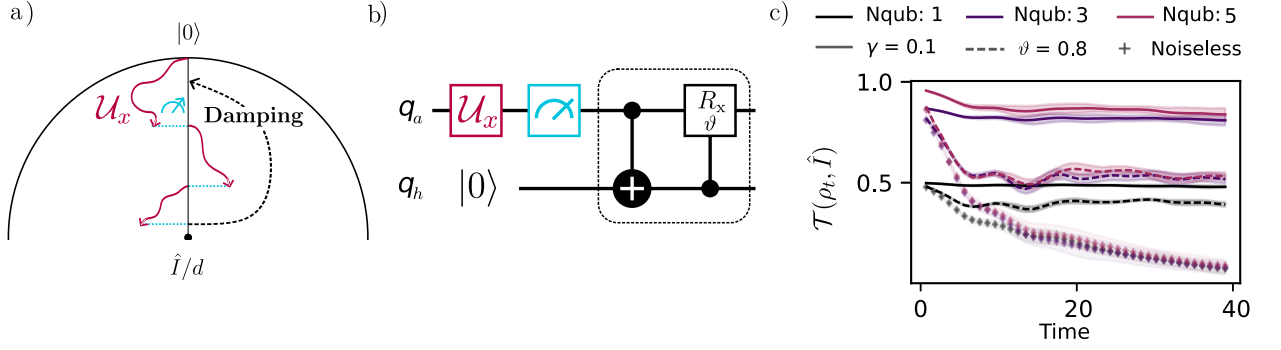 a)
|0⟩
𝒰ₓ
Damping
Î/d
b)
qₐ 𝒰ₓ Rₓ
ϑ
qₕ |0⟩
c)
Nqub: 1 Nqub: 3 Nqub: 5
γ = 0.1 ϑ = 0.8 Noiseless
𝒯(ρₜ, Î)
1.0
0.5
0 20 40
Time